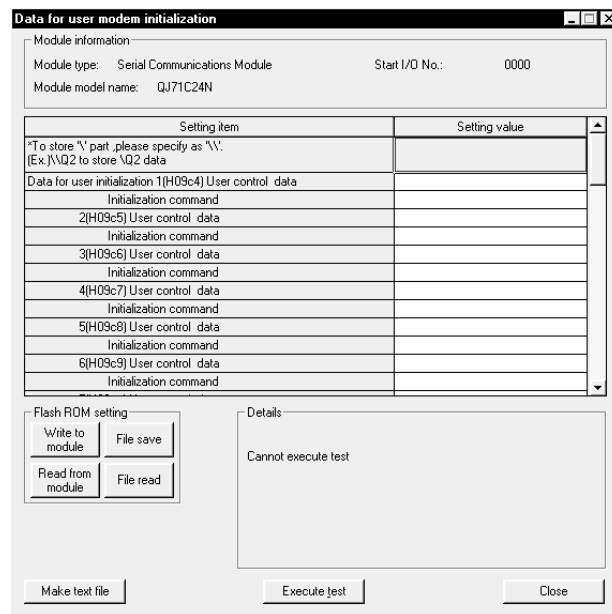 Data for user modem initialization
Module information
Module type: Serial Communications Module Start I/O No.: 0000
Module model name: QJ71C24N
Setting item Setting value
*To store '\' part ,please specify as '\\'.
(Ex.)\\Q2 to store \Q2 data
Data for user initialization 1(H09c4) User control data
Initialization command
2(H09c5) User control data
Initialization command
3(H09c6) User control data
Initialization command
4(H09c7) User control data
Initialization command
5(H09c8) User control data
Initialization command
6(H09c9) User control data
Initialization command
Flash ROM setting
Write to
module
File save
Read from
module
File read
Details
Cannot execute test
Make text file Execute test Close